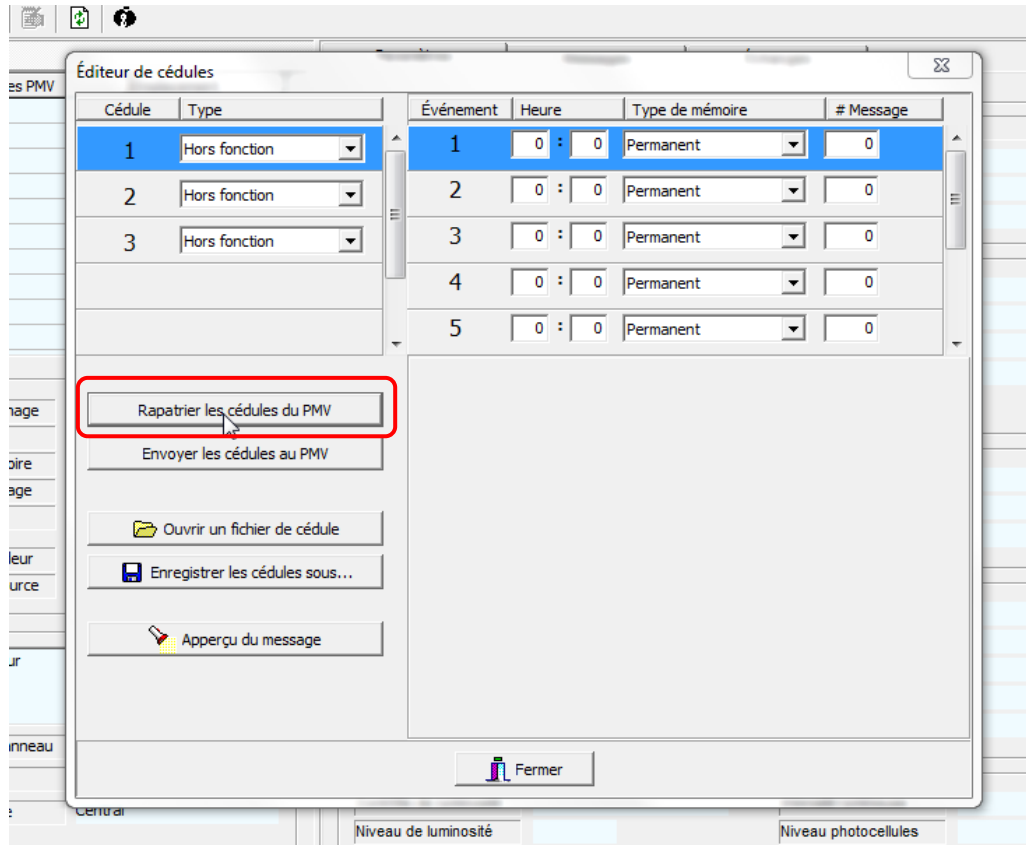 Éditeur de cédules
es PMV
Cédule Type
1 Hors fonction
2 Hors fonction
3 Hors fonction
Événement Heure Type de mémoire # Message
1 0 : 0 Permanent 0
2 0 : 0 Permanent 0
3 0 : 0 Permanent 0
4 0 : 0 Permanent 0
5 0 : 0 Permanent 0
Rapatrier les cédules du PMV
Envoyer les cédules au PMV
Ouvrir un fichier de cédule
Enregistrer les cédules sous...
Apperçu du message
Fermer
nage
oire
age
leur
urce
ur
nneau
Central
Niveau de luminosité
Niveau photocellules